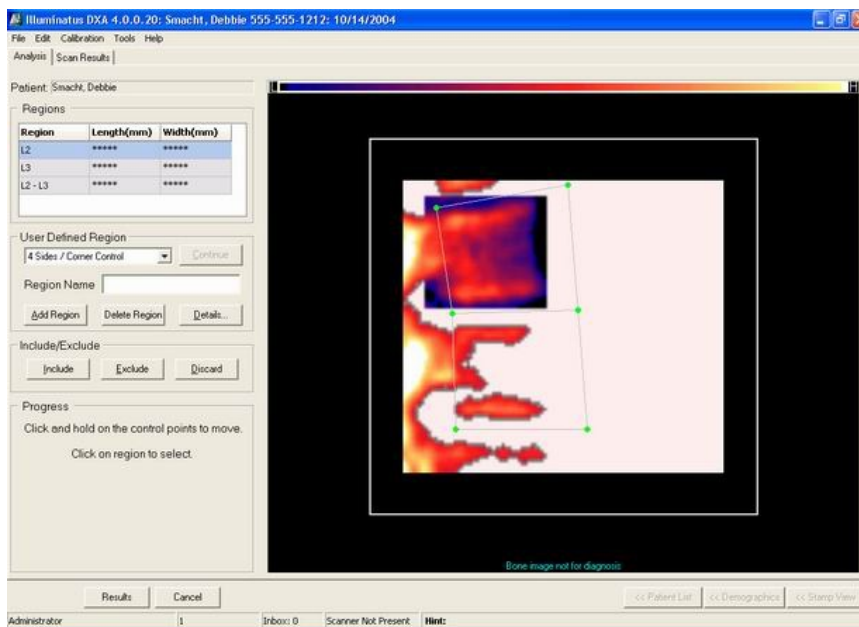 Illuminatus DXA 4.0.0.20: Smacht, Debbie 555-555-1212: 10/14/2004
File Edit Calibration Tools Help
Analysis Scan Results
Patient: Smacht, Debbie
Regions
Region Length(mm) Width(mm)
L2 ***** *****
L3 ***** *****
L2 - L3 ***** *****
User Defined Region
4 Sides / Corner Control Continue
Region Name
Add Region Delete Region Details...
Include/Exclude
Include Exclude Discard
Progress
Click and hold on the control points to move.
Click on region to select.
Bone image not for diagnosis
Results Cancel << Patient List << Demographics << Stamp View
Administrator 1 Inbox: 0 Scanner Not Present Hint: